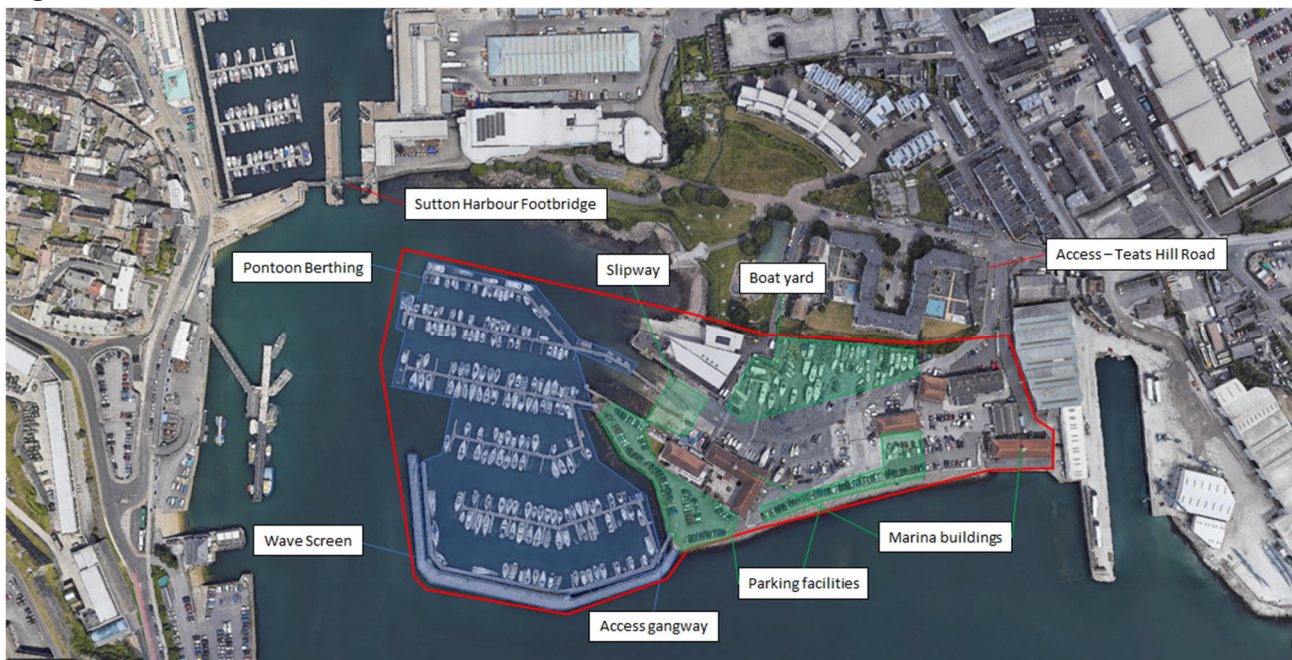 Sutton Harbour Footbridge
Pontoon Berthing
Slipway
Boat yard
Access – Teats Hill Road
Wave Screen
Marina buildings
Parking facilities
Access gangway